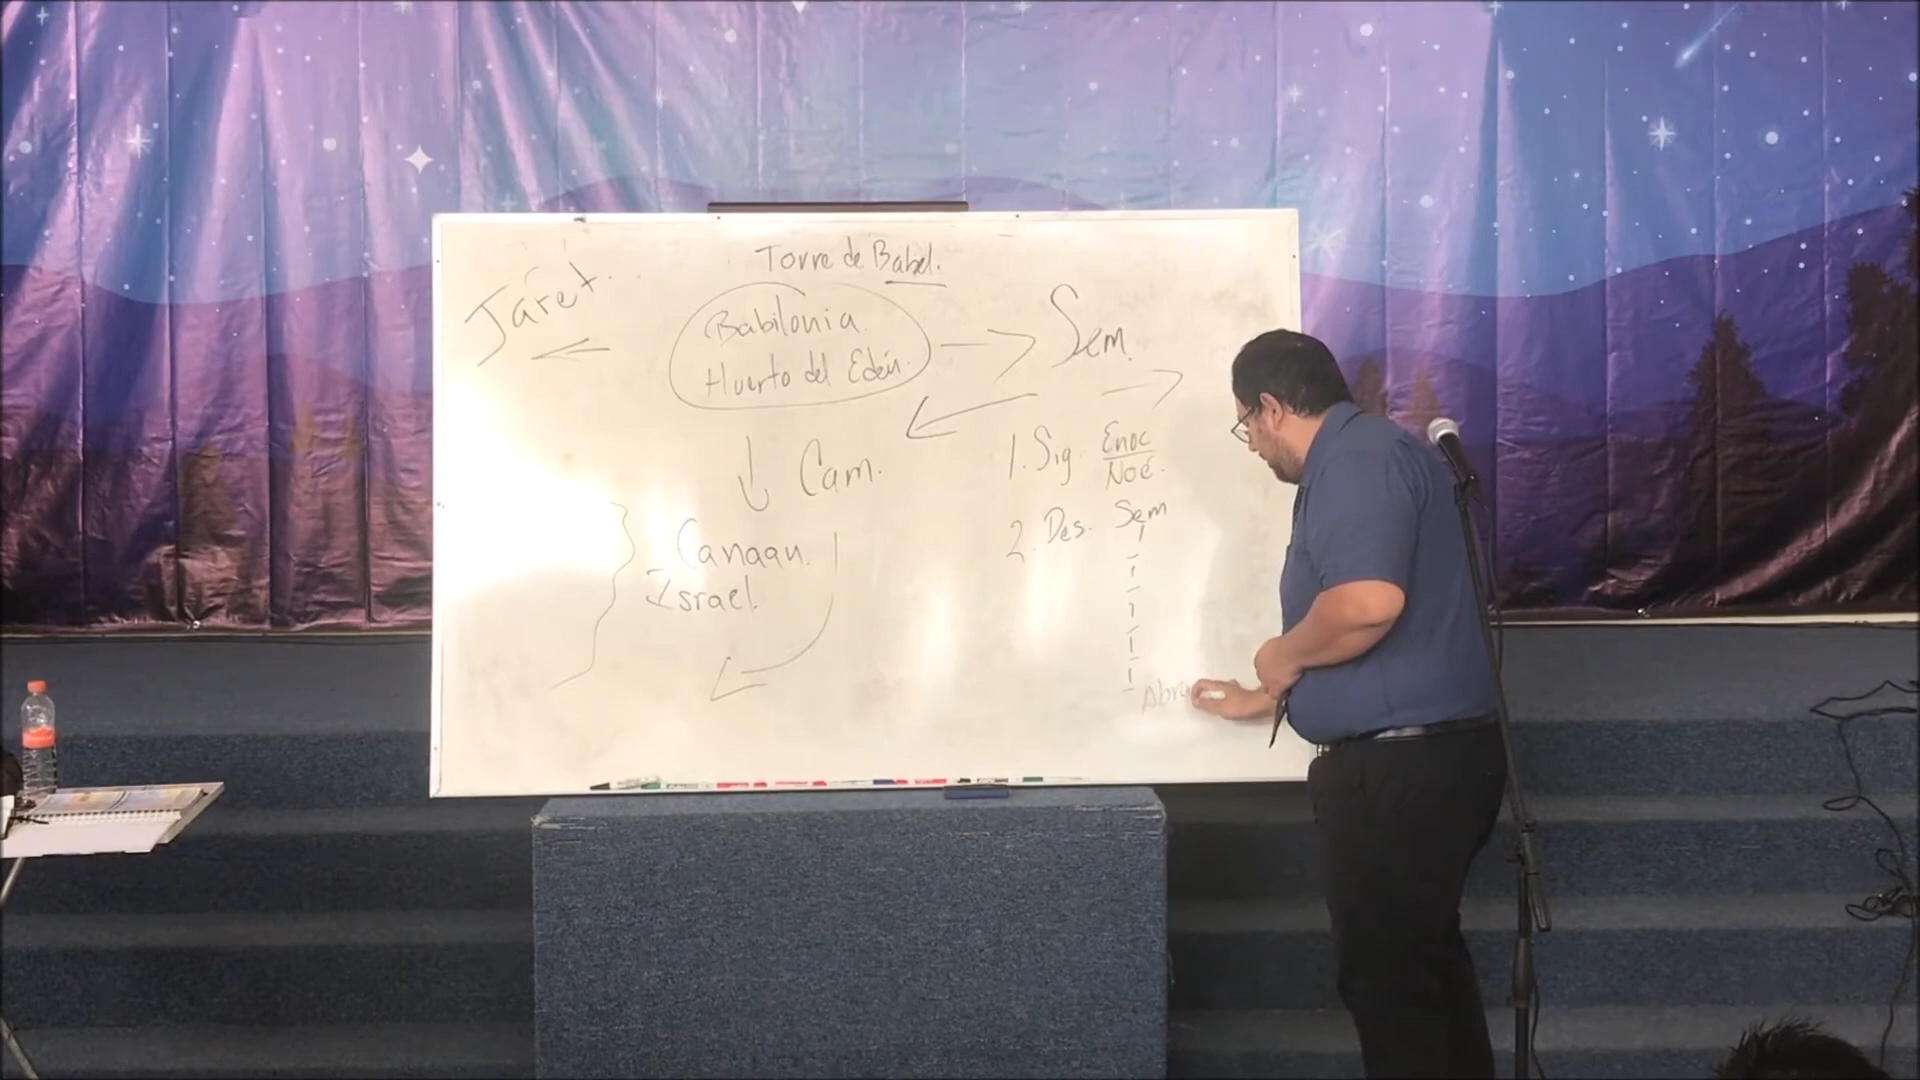 Torre de Babel.
Jafet.
Babilonia
Huerto del Edén.
Sem.
Cam.
1. Sig. Enoc
Noé.
2. Des. Sem
Canaan.
Israel.